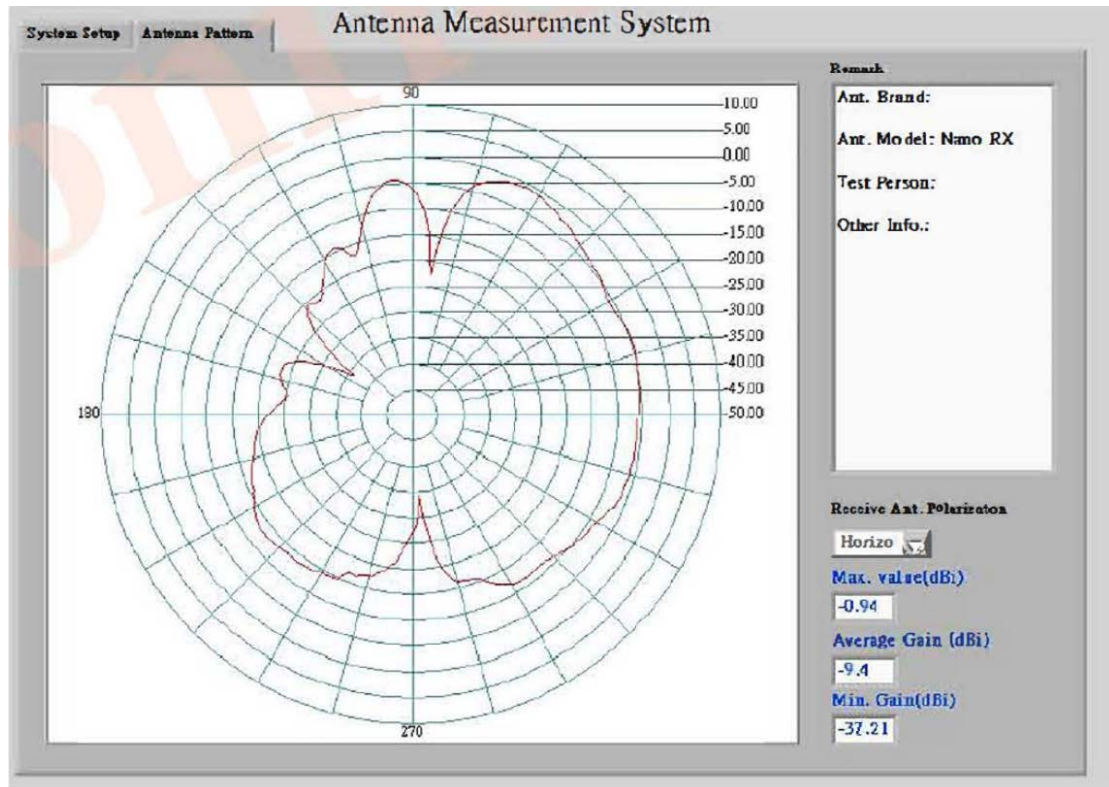 Antenna Measurement System
System Setup
Antenna Pattern
90
10.00
5.00
0.00
-5.00
-10.00
-15.00
-20.00
-25.00
-30.00
-35.00
-40.00
-45.00
-50.00
180
270
Remark
Ant. Brand:
Ant. Model: Nano RX
Test Person:
Other Info.:
Receive Ant. Polarizaton
Horizo
Max. value(dBi)
-0.94
Average Gain (dBi)
-9.4
Min. Gain(dBi)
-37.21